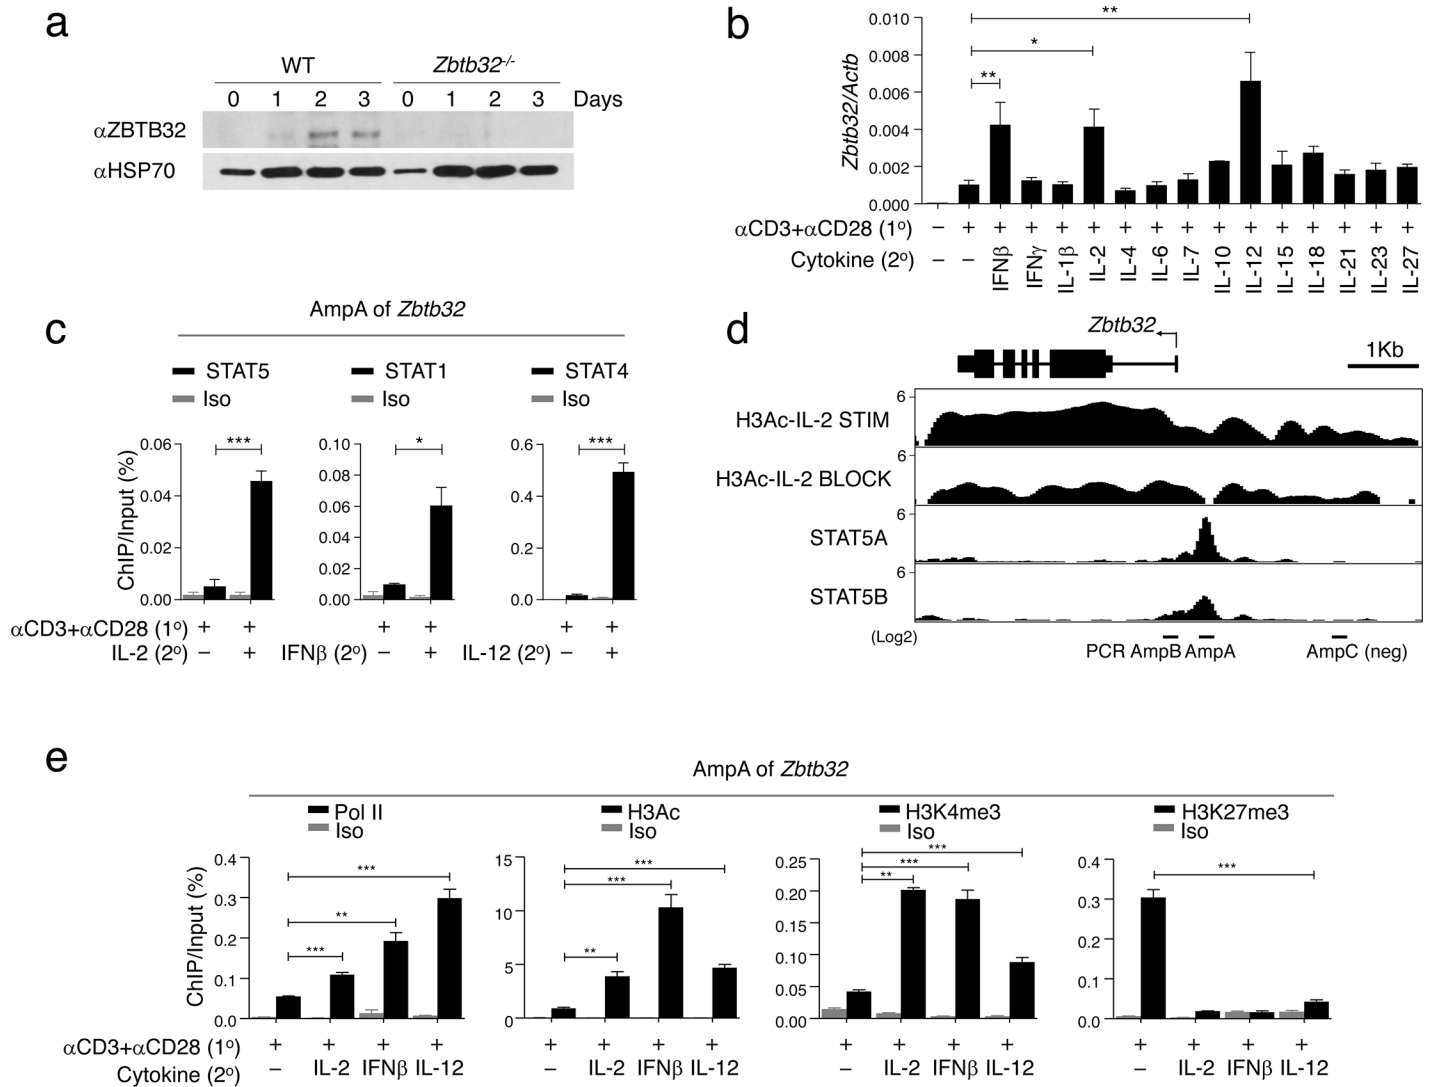 a
WT Zbtb32-/-
0 1 2 3 0 1 2 3 Days
αZBTB32
αHSP70
b
Zbtb32/Actb
0.010
0.008
0.006
0.004
0.002
0.000
** * **
αCD3+αCD28 (1º) – + + + + + + + + + + + + + + +
Cytokine (2º) – – IFNβ IFNγ IL-1β IL-2 IL-4 IL-6 IL-7 IL-10 IL-12 IL-15 IL-18 IL-21 IL-23 IL-27
c
AmpA of Zbtb32
STAT5 STAT1 STAT4
Iso Iso Iso
ChIP/Input (%)
0.06
0.04
0.02
0.00
***
0.10
0.08
0.06
0.04
0.02
0.00
*
0.6
0.4
0.2
0.0
***
αCD3+αCD28 (1º) + + + + + +
IL-2 (2º) – + IFNβ (2º) – + IL-12 (2º) – +
d
Zbtb32
1Kb
6
H3Ac-IL-2 STIM
6
H3Ac-IL-2 BLOCK
6
STAT5A
6
STAT5B
(Log2)
PCR AmpB AmpA AmpC (neg)
e
AmpA of Zbtb32
Pol II H3Ac H3K4me3 H3K27me3
Iso Iso Iso Iso
ChIP/Input (%)
0.4
0.3
0.2
0.1
0.0
***
**
***
15
10
5
0
***
***
**
0.25
0.20
0.15
0.10
0.05
0.00
***
***
**
0.4
0.3
0.2
0.1
0.0
***
αCD3+αCD28 (1º) + + + + + + + + + + + + + + + +
Cytokine (2º) – IL-2 IFNβ IL-12 – IL-2 IFNβ IL-12 – IL-2 IFNβ IL-12 – IL-2 IFNβ IL-12